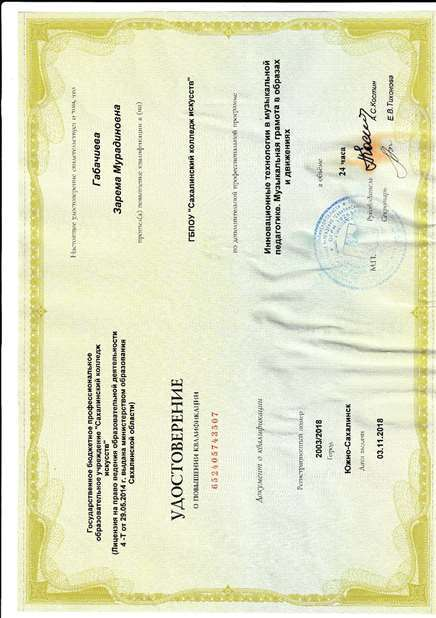 Государственное бюджетное профессиональное
образовательное учреждение "Сахалинский колледж
искусств"
(Лицензия на право ведения образовательной деятельности
4 -Т от 29.05.2014 г. выдана министерством образования
Сахалинской области)
УДОСТОВЕРЕНИЕ
О ПОВЫШЕНИИ КВАЛИФИКАЦИИ
652405743507
Документ о квалификации
Регистрационный номер
2003/2018
Город
Южно-Сахалинск
Дата выдачи
03.11.2018
Настоящее удостоверение свидетельствует о том, что
Габачиева
Зарема Мурадиновна
прошел(а) повышение квалификации в (на)
ГБПОУ "Сахалинский колледж искусств"
по дополнительной профессиональной программе
Инновационные технологии в музыкальной
педагогике. Музыкальная грамота в образах
и движениях
в объёме
24 часа
М.П.
Руководитель
Г.С.Костин
Секретарь
Е.В.Тихонова